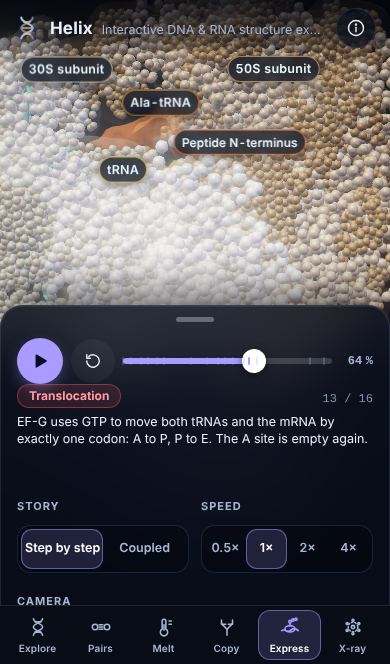 Helix Interactive DNA & RNA structure ex...
30S subunit
50S subunit
Ala-tRNA
Peptide N-terminus
tRNA
64 %
Translocation
13 / 16
EF-G uses GTP to move both tRNAs and the mRNA by
exactly one codon: A to P, P to E. The A site is empty again.
STORY
SPEED
Step by step
Coupled
0.5×
1×
2×
4×
CAMERA
Explore
Pairs
Melt
Copy
Express
X-ray